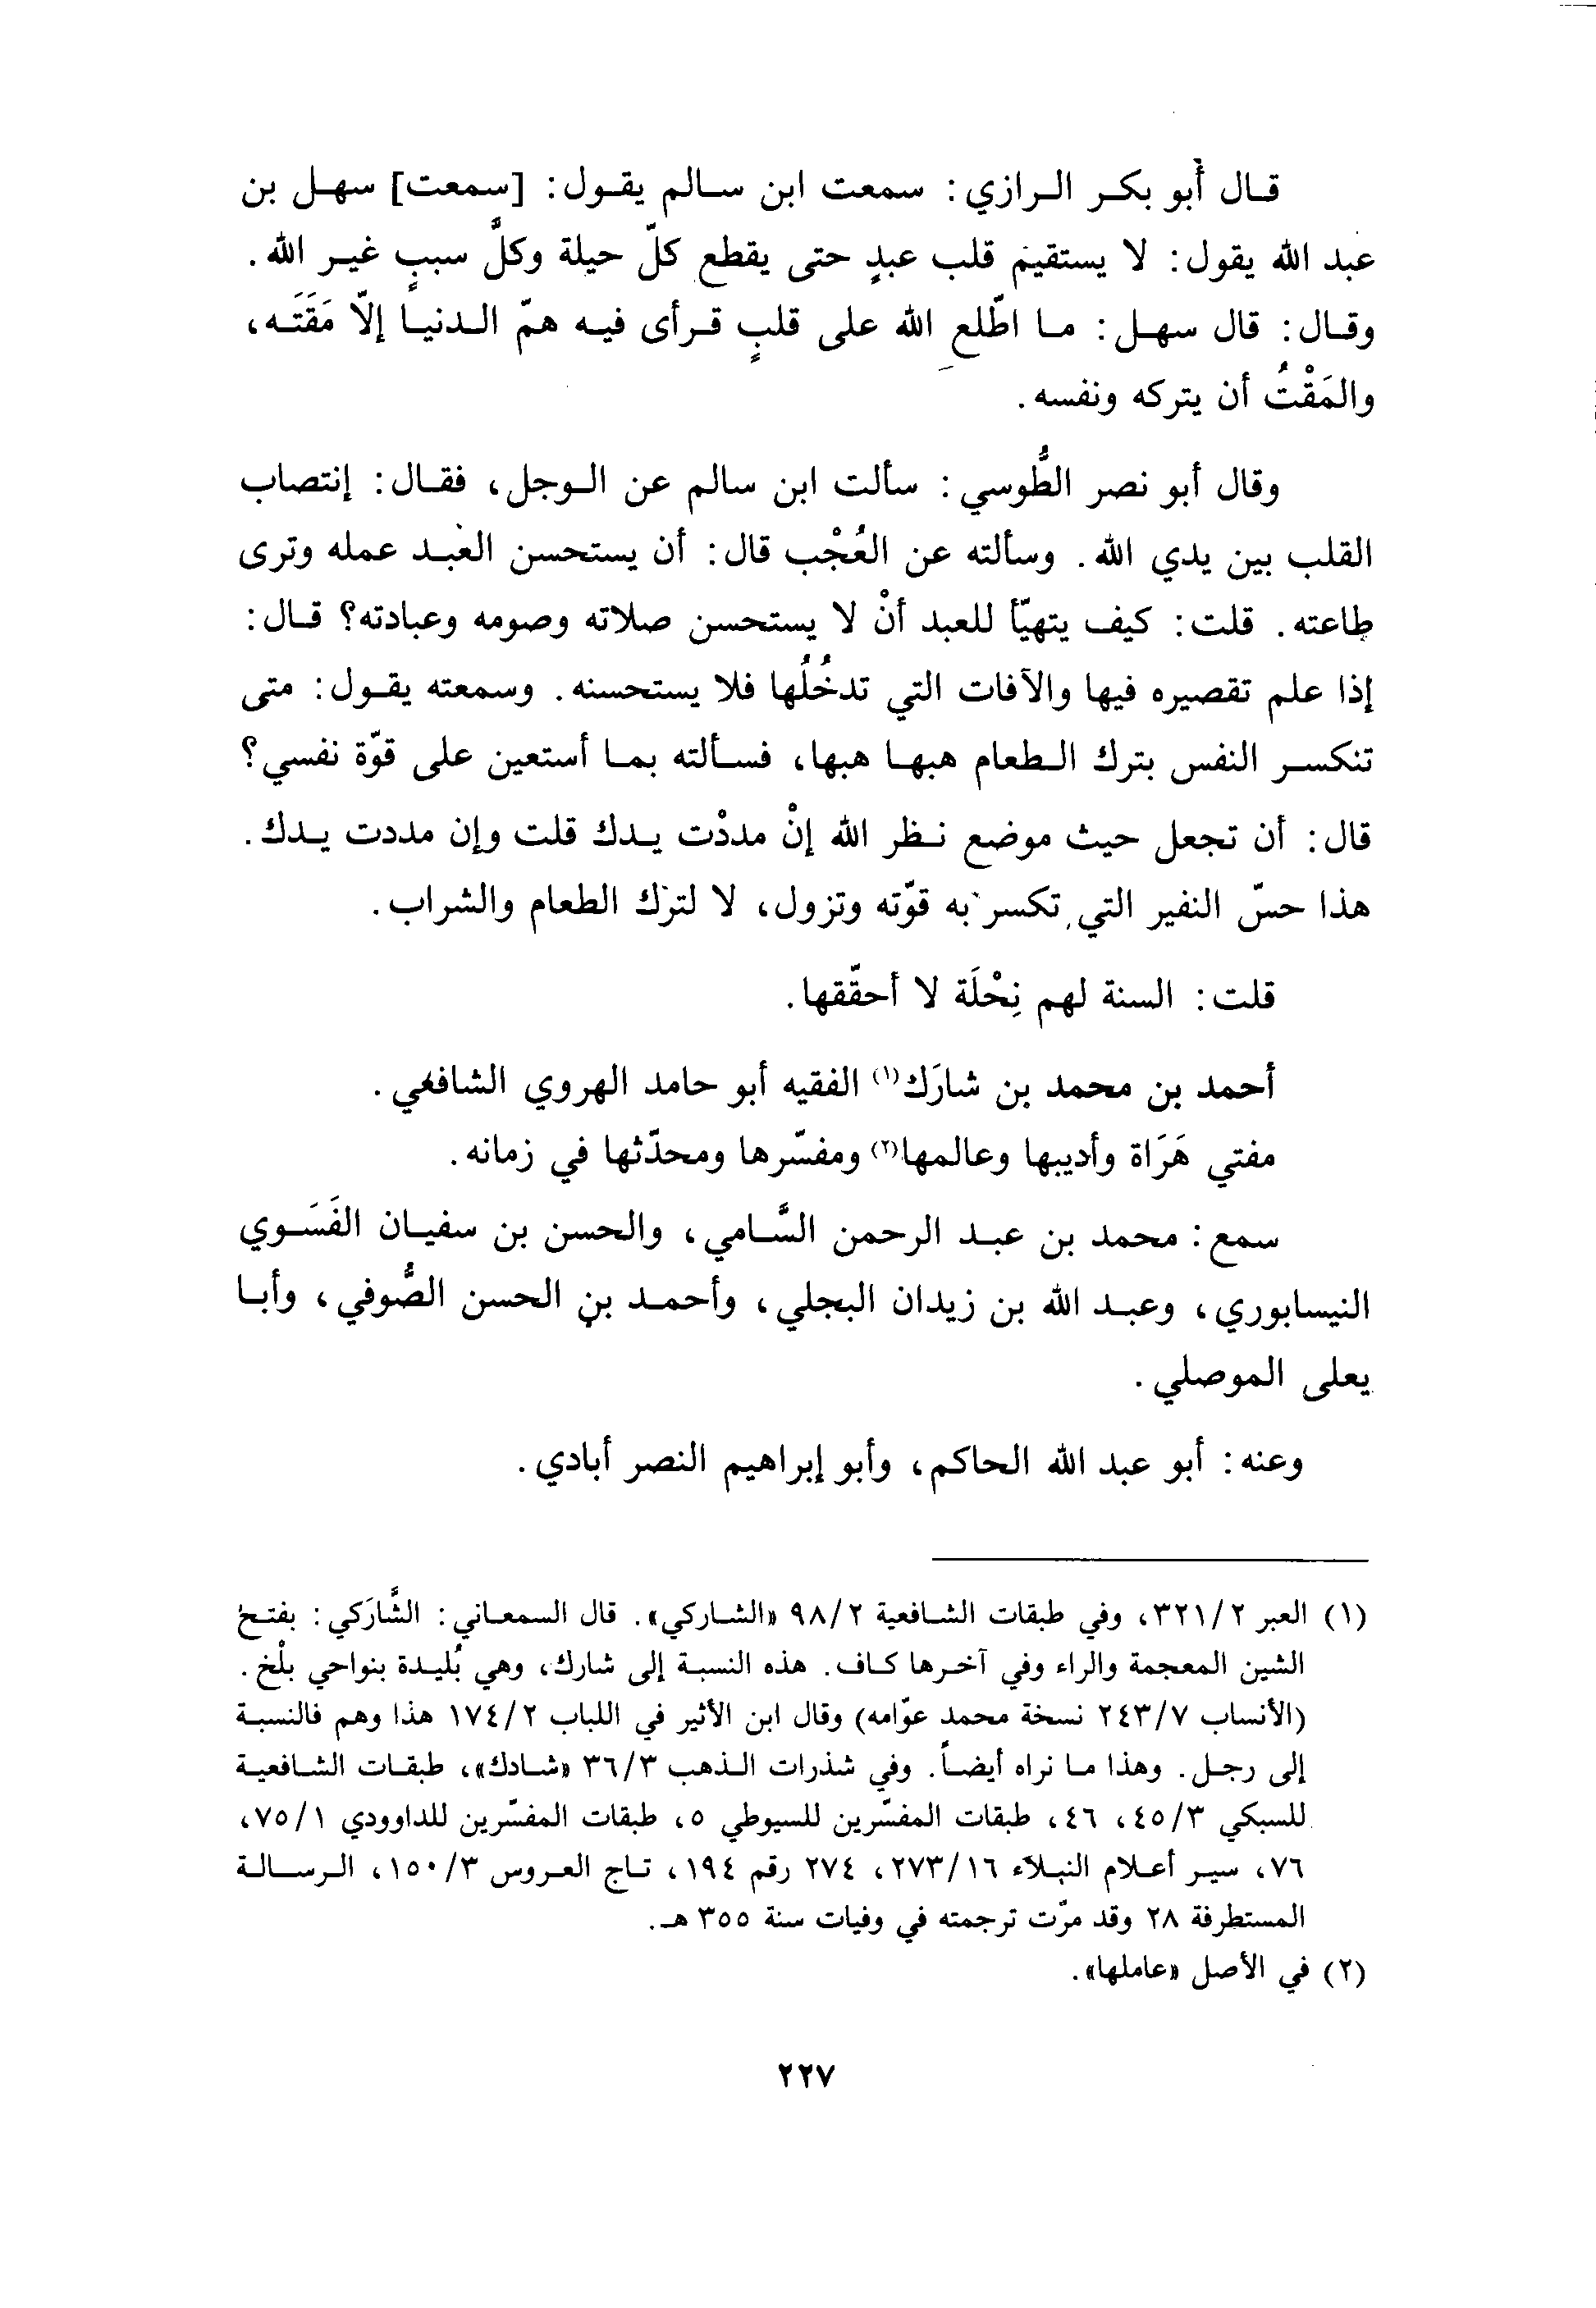 قال أبو بكر الرازي: سمعت ابن سالم يقول: [سمعت] سهل بن
عبد الله يقول: لا يستقيم قلب عبدٍ حتى يقطع كلّ حيلة وكلَّ سببٍ غير الله.
وقال: قال سهل: ما اطّلع الله على قلبٍ قرأى فيه همّ الدنيا إلاّ مَقَتَه،
والمَقْتُ أن يتركه ونفسه.
وقال أبو نصر الطُّوسي: سألت ابن سالم عن الوجل، فقال: إنتصاب
القلب بين يدي الله. وسألته عن العُجْب قال: أن يستحسن العبد عمله وترى
طاعته. قلت: كيف يتهيّأ للعبد أنْ لا يستحسن صلاته وصومه وعبادته؟ قال:
إذا علم تقصيره فيها والآفات التي تدخُلُها فلا يستحسنه. وسمعته يقول: متى
تنكسر النفس بترك الطعام هبها هبها، فسألته بما أستعين على قوّة نفسي؟
قال: أن تجعل حيث موضع نظر الله إنْ مددْت يدك قلت وإن مددت يدك.
هذا حسّ النفير التي تكسر به قوّته وتزول، لا لترك الطعام والشراب.
قلت: السنة لهم نِحْلَة لا أحقّقها.
أحمد بن محمد بن شارَك(١) الفقيه أبو حامد الهروي الشافعي.
مفتي هَرَاة وأديبها وعالمها(٢) ومفسّرها ومحدّثها في زمانه.
سمع: محمد بن عبد الرحمن السَّامي، والحسن بن سفيان الفَسَوي
النيسابوري، وعبد الله بن زيدان البجلي، وأحمد بن الحسن الصُّوفي، وأبا
يعلى الموصلي.
وعنه: أبو عبد الله الحاكم، وأبو إبراهيم النصر أبادي.
(١) العبر ٣٢١/٢، وفي طبقات الشافعية ٩٨/٢ «الشاركي». قال السمعاني: الشَّارَكي: بفتح
الشين المعجمة والراء وفي آخرها كاف. هذه النسبة إلى شارك، وهي بُليدة بنواحي بلْخ.
(الأنساب ٢٤٣/٧ نسخة محمد عوّامه) وقال ابن الأثير في اللباب ١٧٤/٢ هذا وهم فالنسبة
إلى رجل. وهذا ما نراه أيضاً. وفي شذرات الذهب ٣٦/٣ «شادك»، طبقات الشافعية
للسبكي ٤٥/٣، ٤٦، طبقات المفسّرين للسيوطي ٥، طبقات المفسّرين للداوودي ٧٥/١،
٧٦، سير أعلام النبلاء ٢٧٣/١٦، ٢٧٤ رقم ١٩٤، تاج العروس ١٥٠/٣، الرسالة
المستطرفة ٢٨ وقد مرّت ترجمته في وفيات سنة ٣٥٥ هـ.
(٢) في الأصل «عاملها».
٢٢٧